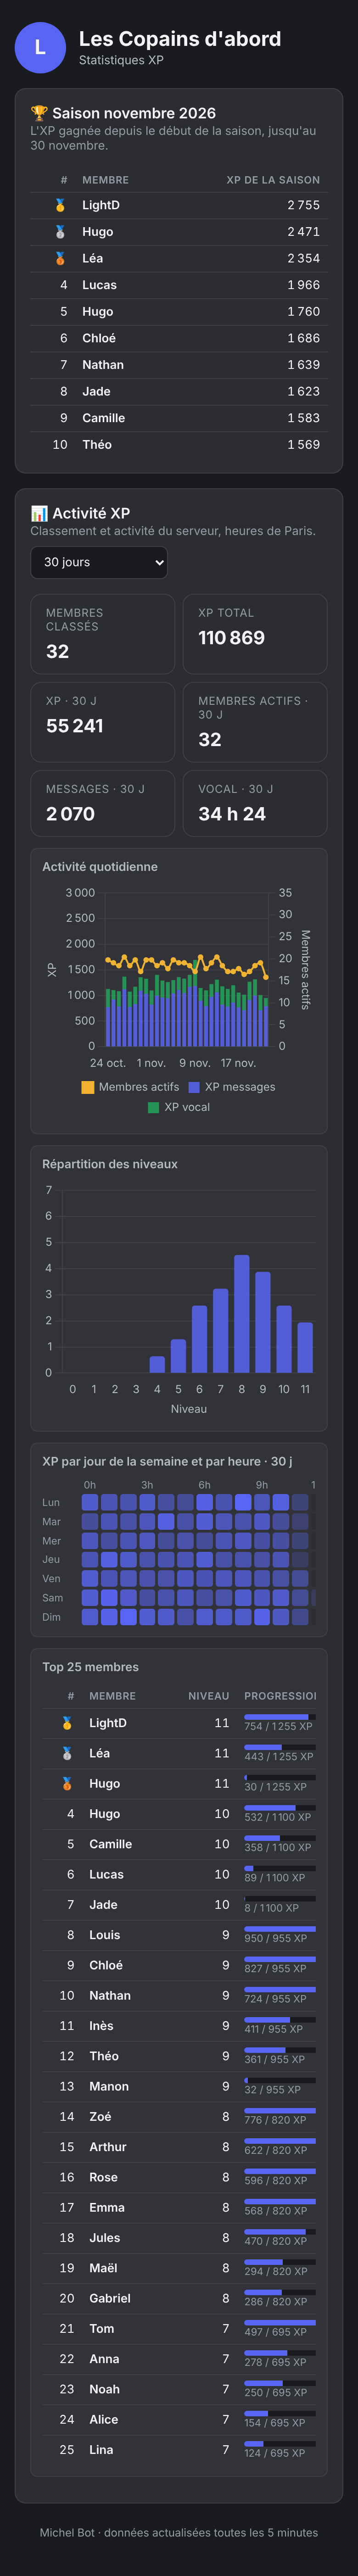 L
Les Copains d'abord
Statistiques XP
🏆 Saison novembre 2026
L'XP gagnée depuis le début de la saison, jusqu'au
30 novembre.
# MEMBRE XP DE LA SAISON
🥇 LightD 2 755
🥈 Hugo 2 471
🥉 Léa 2 354
4 Lucas 1 966
5 Hugo 1 760
6 Chloé 1 686
7 Nathan 1 639
8 Jade 1 623
9 Camille 1 583
10 Théo 1 569
📊 Activité XP
Classement et activité du serveur, heures de Paris.
30 jours
MEMBRES
CLASSÉS
32
XP TOTAL
110 869
XP · 30 J
55 241
MEMBRES ACTIFS ·
30 J
32
MESSAGES · 30 J
2 070
VOCAL · 30 J
34 h 24
Activité quotidienne
3 000 35
30
2 500
25
2 000
20
1 500
15
1 000
10
500
5
0 0
XP
Membres actifs
24 oct. 1 nov. 9 nov. 17 nov.
Membres actifs XP messages
XP vocal
Répartition des niveaux
7
6
5
4
3
2
1
0
0 1 2 3 4 5 6 7 8 9 10 11
Niveau
XP par jour de la semaine et par heure · 30 j
0h 3h 6h 9h 1
Lun
Mar
Mer
Jeu
Ven
Sam
Dim
Top 25 membres
# MEMBRE NIVEAU PROGRESSIO
🥇 LightD 11 754 / 1 255 XP
🥈 Léa 11 443 / 1 255 XP
🥉 Hugo 11 30 / 1 255 XP
4 Hugo 10 532 / 1 100 XP
5 Camille 10 358 / 1 100 XP
6 Lucas 10 89 / 1 100 XP
7 Jade 10 8 / 1 100 XP
8 Louis 9 950 / 955 XP
9 Chloé 9 827 / 955 XP
10 Nathan 9 724 / 955 XP
11 Inès 9 411 / 955 XP
12 Théo 9 361 / 955 XP
13 Manon 9 32 / 955 XP
14 Zoé 8 776 / 820 XP
15 Arthur 8 622 / 820 XP
16 Rose 8 596 / 820 XP
17 Emma 8 568 / 820 XP
18 Jules 8 470 / 820 XP
19 Maël 8 294 / 820 XP
20 Gabriel 8 286 / 820 XP
21 Tom 7 497 / 695 XP
22 Anna 7 278 / 695 XP
23 Noah 7 250 / 695 XP
24 Alice 7 154 / 695 XP
25 Lina 7 124 / 695 XP
Michel Bot · données actualisées toutes les 5 minutes